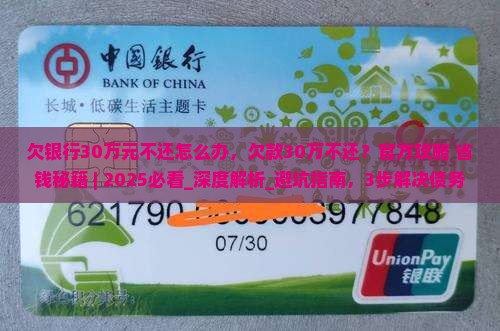 中國銀行
BANK OF CHINA
长城·低碳生活主题卡
欠银行30万元不还怎么办，欠款30万不还？官方攻略 省
钱秘籍 | 2025必看_深度解析_避坑指南，3步解决债务
621790 977848
07/30
UnionPay
银联